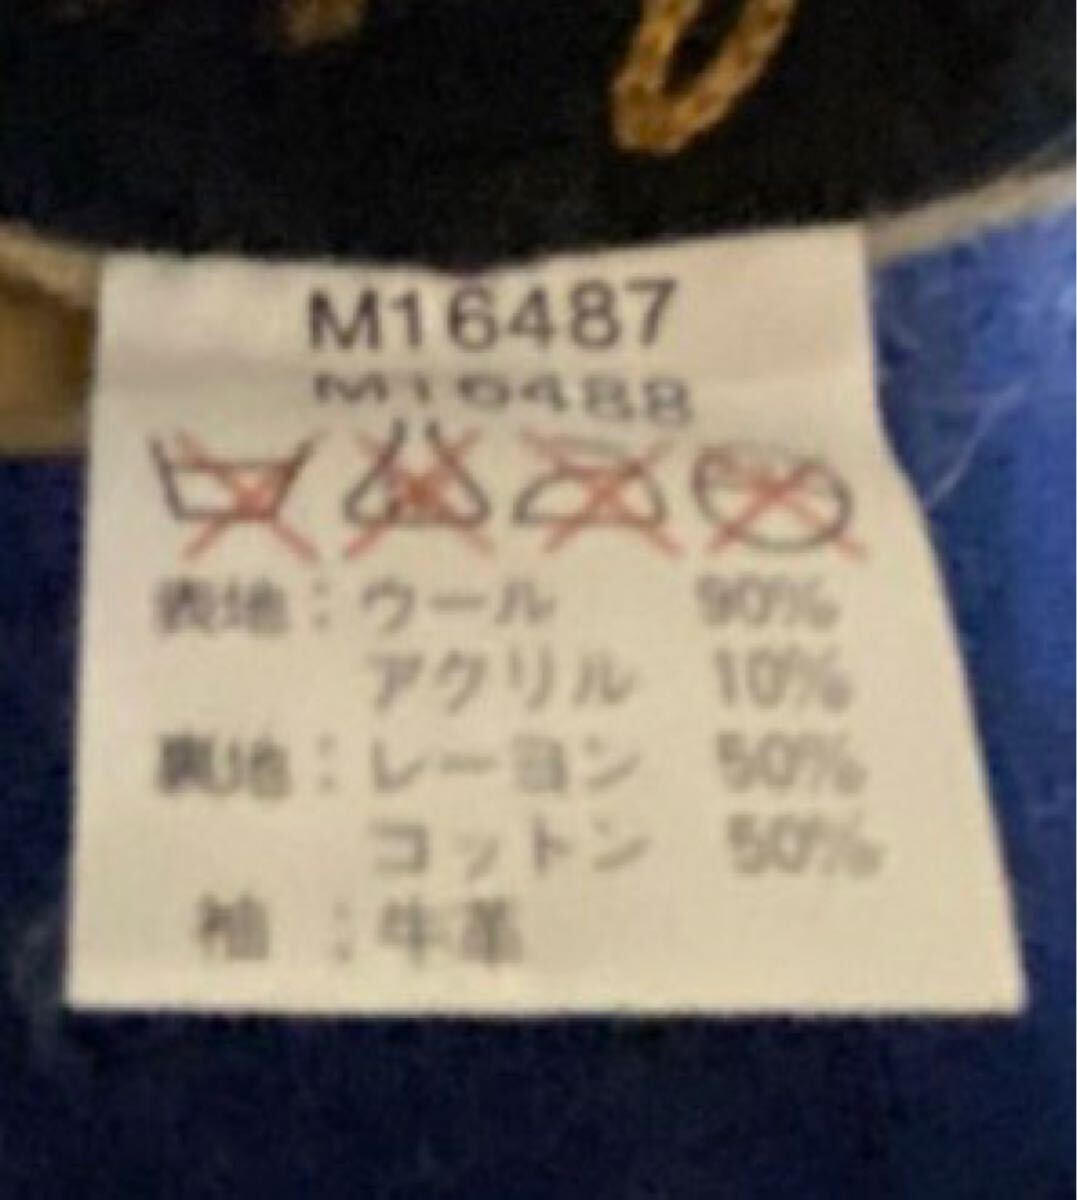 M16487
M16488
表地：ウール 90%
アクリル 10%
裏地：レーヨン 50%
コットン 50%
袖 ：牛革